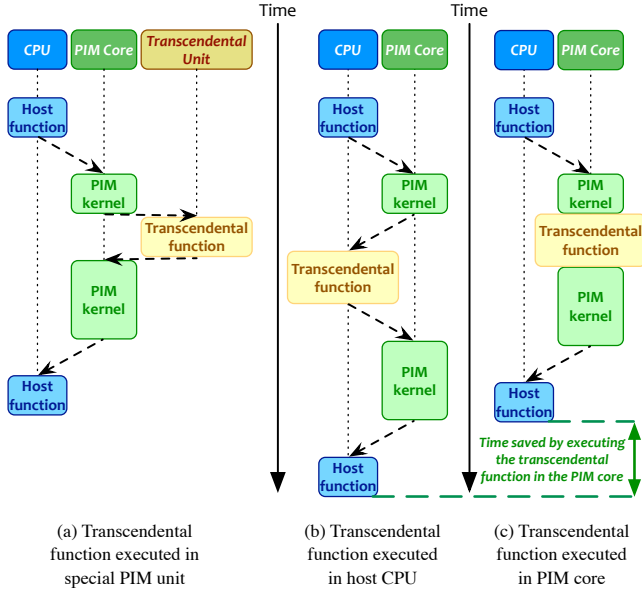 Time
CPU
PIM Core
Transcendental
Unit
Host
function
PIM
kernel
Transcendental
function
PIM
kernel
Host
function
(a) Transcendental
function executed in
special PIM unit
CPU
PIM Core
Host
function
PIM
kernel
Transcendental
function
PIM
kernel
Host
function
(b) Transcendental
function executed
in host CPU
Time
CPU
PIM Core
Host
function
PIM
kernel
Transcendental
function
PIM
kernel
Host
function
Time saved by executing
the transcendental
function in the PIM core
(c) Transcendental
function executed
in PIM core